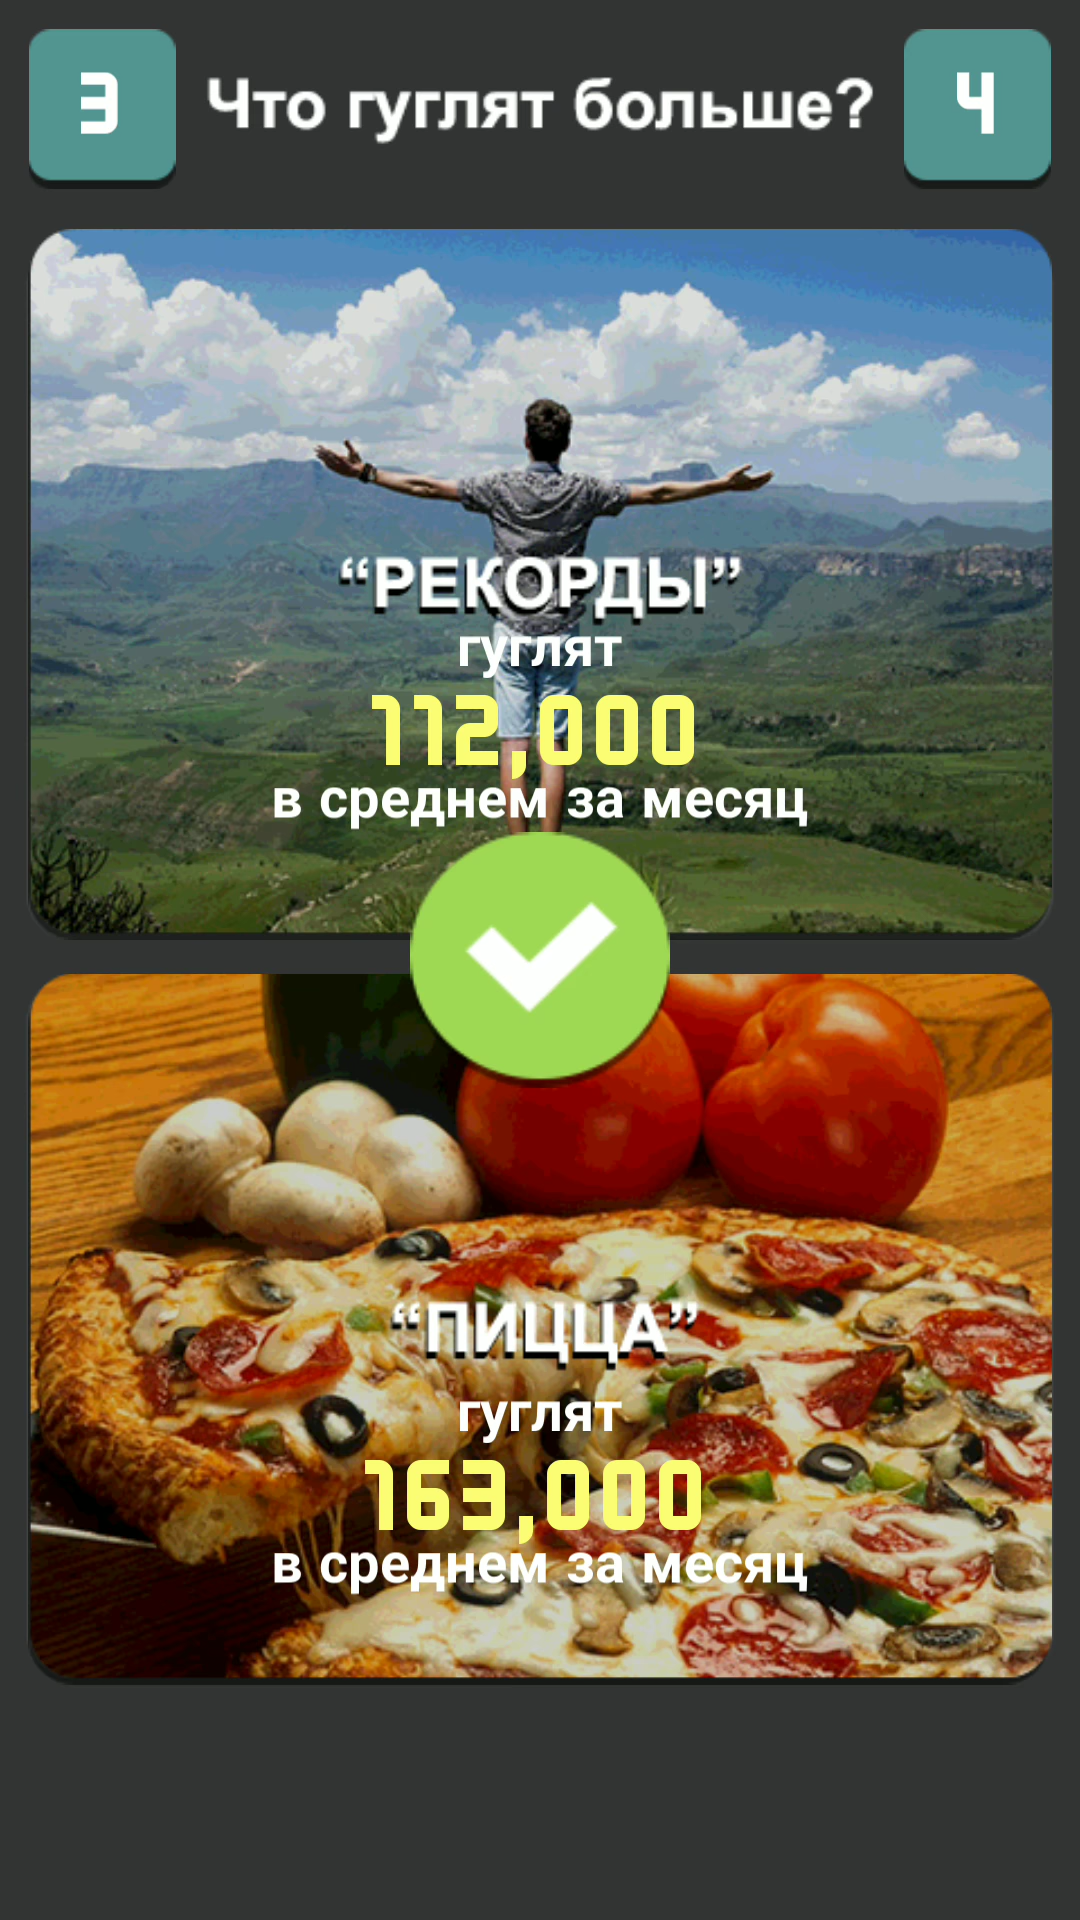 3 Что гуглят больше? 4
“РЕКОРДЫ”
гуглят
112,000
в среднем за месяц
“ПИЦЦА”
гуглят
163,000
в среднем за месяц